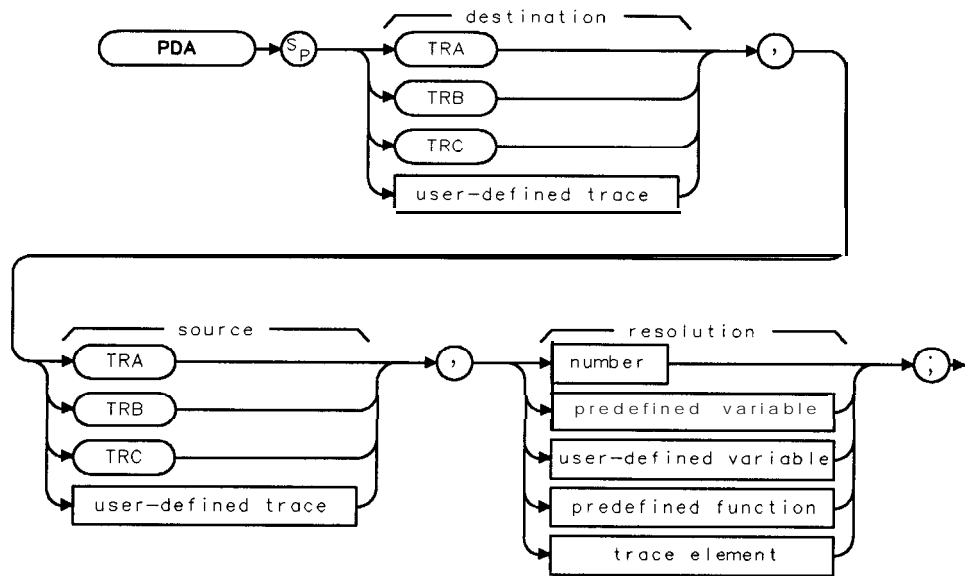 destination
PDA SP TRA ,
TRB
TRC
user-defined trace
source
TRA ,
TRB
TRC
user-defined trace
resolution
number ;
predefined variable
user-defined variable
predefined function
trace element